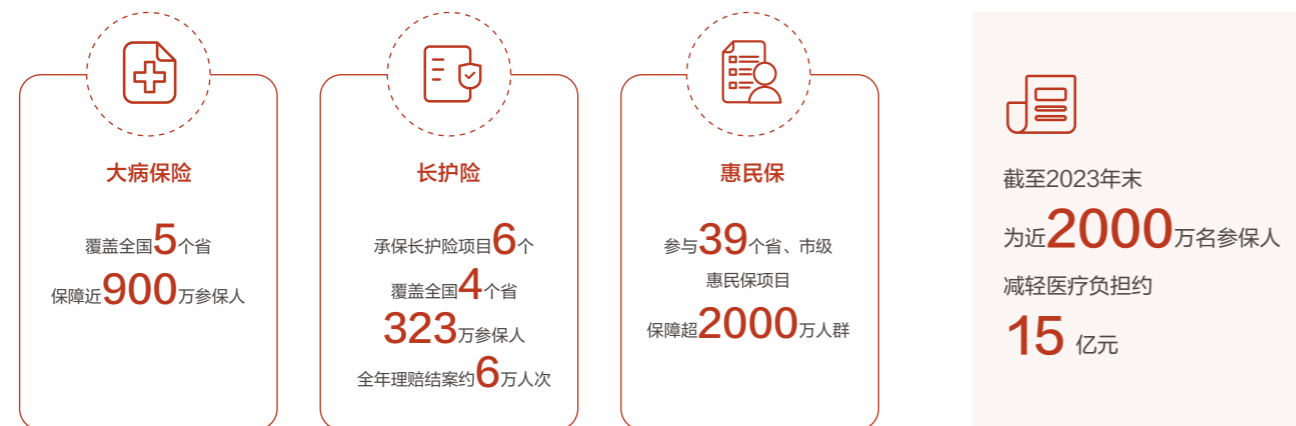 大病保险
覆盖全国5个省
保障近900万参保人
长护险
承保长护险项目6个
覆盖全国4个省
323万参保人
全年理赔结案约6万人次
惠民保
参与39个省、市级
惠民保项目
保障超2000万人群
截至2023年末
为近2000万名参保人
减轻医疗负担约
15 亿元